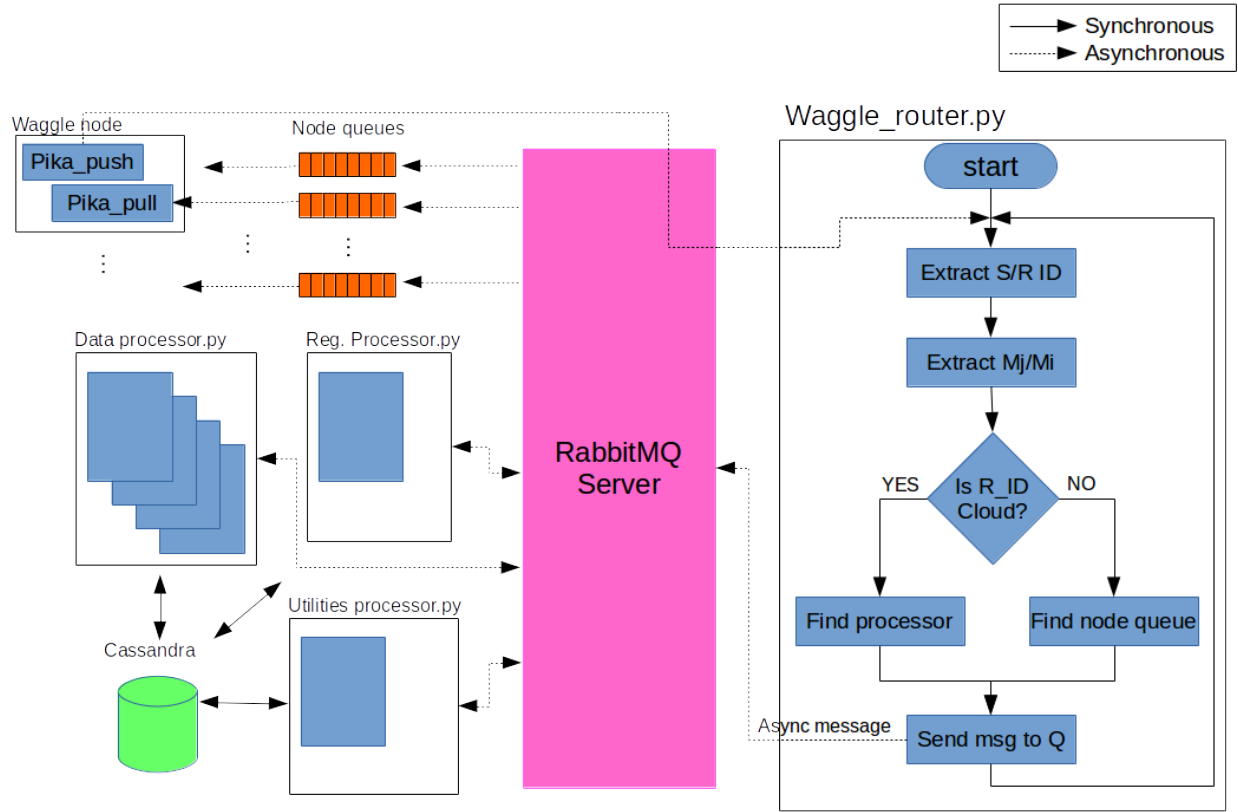 Synchronous
Asynchronous
Waggle node
Node queues
Waggle_router.py
Pika_push
Pika_pull
start
Extract S/R ID
Extract Mj/Mi
Data processor.py
Reg. Processor.py
RabbitMQ
Server
YES
Is R_ID
Cloud?
NO
Utilities processor.py
Find processor
Find node queue
Cassandra
Async message
Send msg to Q